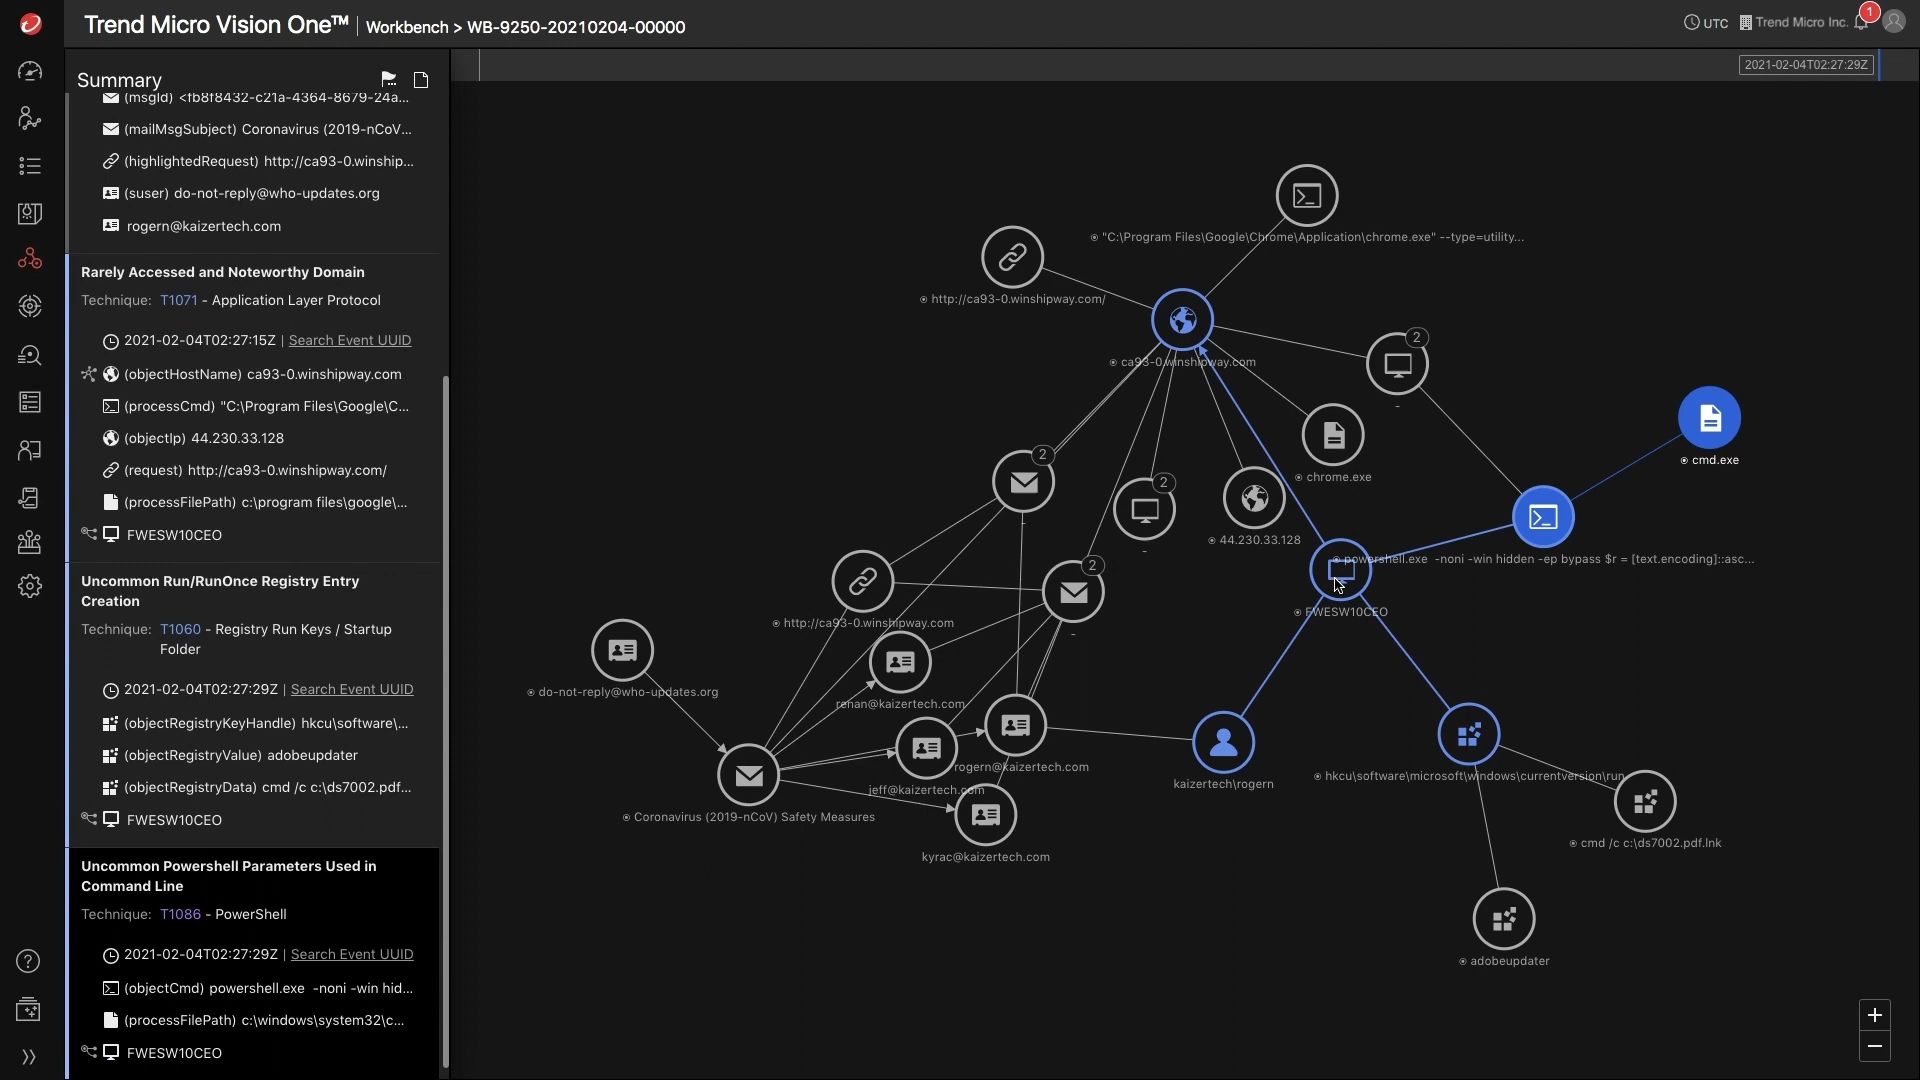 Trend Micro Vision One™ | Workbench > WB-9250-20210204-00000
UTC
Trend Micro Inc.
1
Summary
2021-02-04T02:27:29Z
(msgId) <fb8f8432-c21a-4364-8679-24a...
(mailMsgSubject) Coronavirus (2019-nCoV...
(highlightedRequest) http://ca93-0.winship...
(suser) do-not-reply@who-updates.org
rogern@kaizertech.com
Rarely Accessed and Noteworthy Domain
Technique: T1071 - Application Layer Protocol
2021-02-04T02:27:15Z | Search Event UUID
(objectHostName) ca93-0.winshipway.com
(processCmd) "C:\Program Files\Google\C...
(objectIp) 44.230.33.128
(request) http://ca93-0.winshipway.com/
(processFilePath) c:\program files\google\...
FWESW10CEO
Uncommon Run/RunOnce Registry Entry
Creation
Technique: T1060 - Registry Run Keys / Startup
Folder
2021-02-04T02:27:29Z | Search Event UUID
(objectRegistryKeyHandle) hkcu\software\...
(objectRegistryValue) adobeupdater
(objectRegistryData) cmd /c c:\ds7002.pdf...
FWESW10CEO
Uncommon Powershell Parameters Used in
Command Line
Technique: T1086 - PowerShell
2021-02-04T02:27:29Z | Search Event UUID
(objectCmd) powershell.exe -noni -win hid...
(processFilePath) c:\windows\system32\c...
FWESW10CEO
"C:\Program Files\Google\Chrome\Application\chrome.exe" --type=utility...
http://ca93-0.winshipway.com/
ca93-0.winshipway.com
2
-
cmd.exe
2
-
chrome.exe
2
-
44.230.33.128
powershell.exe -noni -win hidden -ep bypass $r = [text.encoding]::asc...
2
-
FWESW10CEO
http://ca93-0.winshipway.com
do-not-reply@who-updates.org
renan@kaizertech.com
rogern@kaizertech.com
jeff@kaizertech.com
kaizertech\rogern
hkcu\software\microsoft\windows\currentversion\run
Coronavirus (2019-nCoV) Safety Measures
cmd /c c:\ds7002.pdf.lnk
kyrac@kaizertech.com
adobeupdater